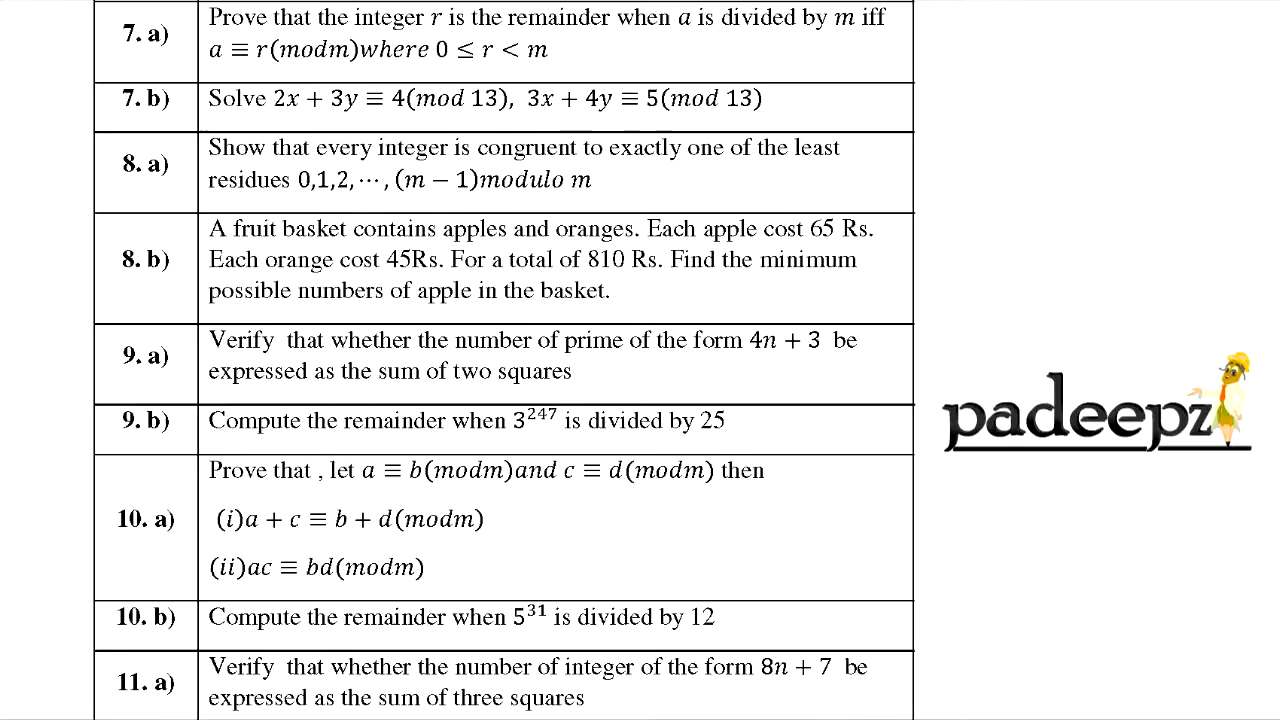 7. a) Prove that the integer 𝑟 is the remainder when 𝑎 is divided by 𝑚 iff
𝑎 ≡ 𝑟(𝑚𝑜𝑑𝑚)𝑤ℎ𝑒𝑟𝑒 0 ≤ 𝑟 < 𝑚
7. b) Solve 2𝑥 + 3𝑦 ≡ 4(𝑚𝑜𝑑 13), 3𝑥 + 4𝑦 ≡ 5(𝑚𝑜𝑑 13)
8. a) Show that every integer is congruent to exactly one of the least
residues 0,1,2, ⋯ , (𝑚 − 1)𝑚𝑜𝑑𝑢𝑙𝑜 𝑚
8. b) A fruit basket contains apples and oranges. Each apple cost 65 Rs.
Each orange cost 45Rs. For a total of 810 Rs. Find the minimum
possible numbers of apple in the basket.
9. a) Verify that whether the number of prime of the form 4𝑛 + 3 be
expressed as the sum of two squares
9. b) Compute the remainder when 3²⁴⁷ is divided by 25
padeepz
10. a) Prove that , let 𝑎 ≡ 𝑏(𝑚𝑜𝑑𝑚)𝑎𝑛𝑑 𝑐 ≡ 𝑑(𝑚𝑜𝑑𝑚) then
(𝑖)𝑎 + 𝑐 ≡ 𝑏 + 𝑑(𝑚𝑜𝑑𝑚)
(𝑖𝑖)𝑎𝑐 ≡ 𝑏𝑑(𝑚𝑜𝑑𝑚)
10. b) Compute the remainder when 5³¹ is divided by 12
11. a) Verify that whether the number of integer of the form 8𝑛 + 7 be
expressed as the sum of three squares